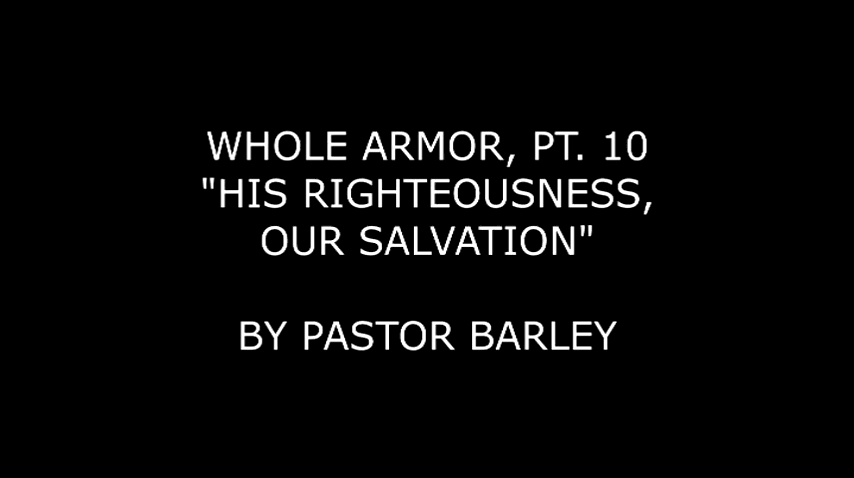 WHOLE ARMOR, PT. 10
"HIS RIGHTEOUSNESS,
OUR SALVATION"
BY PASTOR BARLEY